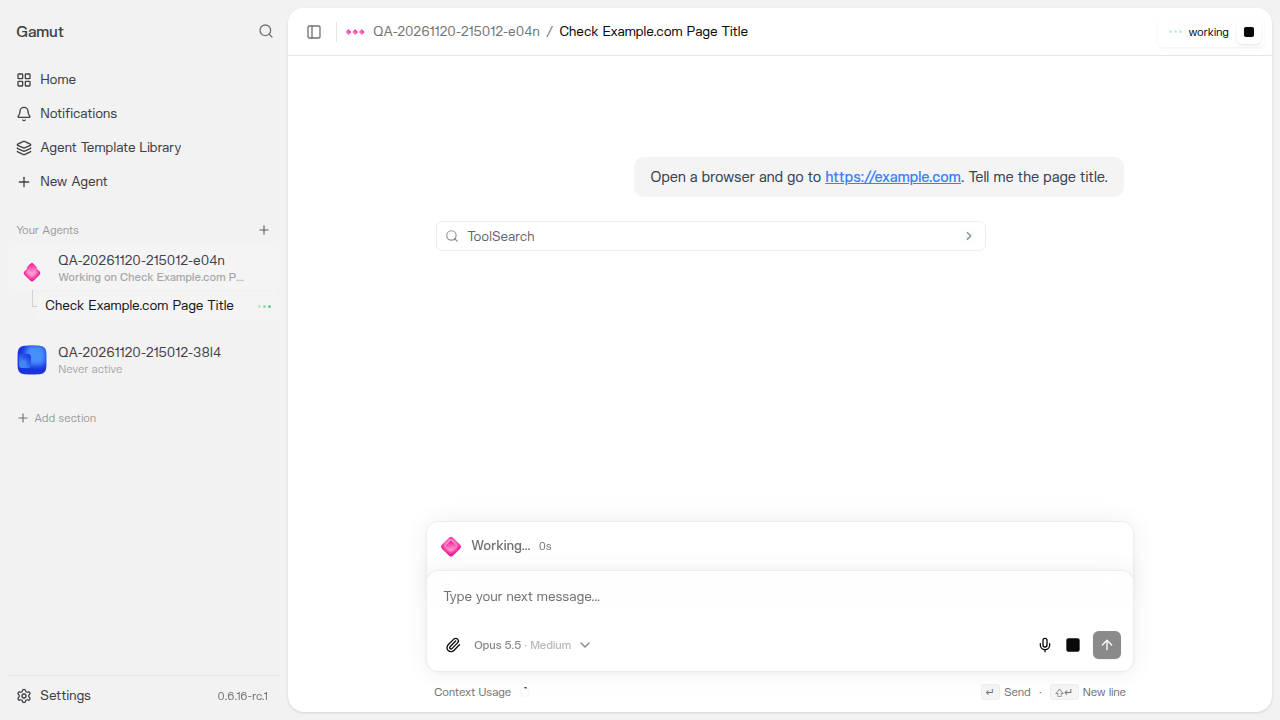 Gamut
Home
Notifications
Agent Template Library
New Agent
Your Agents
QA-20261120-215012-e04n
Working on Check Example.com P...
Check Example.com Page Title
QA-20261120-215012-38l4
Never active
Add section
Settings
0.6.16-rc.1
QA-20261120-215012-e04n / Check Example.com Page Title
working
Open a browser and go to https://example.com. Tell me the page title.
ToolSearch
Working... 0s
Type your next message...
Opus 5.5 · Medium
Context Usage
Send · New line